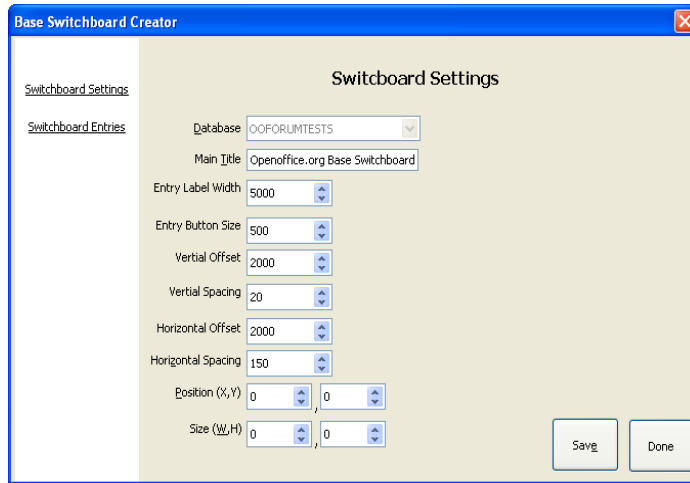 Base Switchboard Creator
Switchboard Settings
Switchboard Entries
Switcboard Settings
Database OOFORUMTESTS
Main Title Openoffice.org Base Switchboard
Entry Label Width 5000
Entry Button Size 500
Vertial Offset 2000
Vertial Spacing 20
Horizontal Offset 2000
Horizontal Spacing 150
Position (X,Y) 0 , 0
Size (W,H) 0 , 0
Save Done